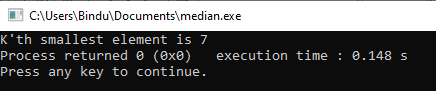 C:\Users\Bindu\Documents\median.exe
K'th smallest element is 7
Process returned 0 (0x0)   execution time : 0.148 s
Press any key to continue.